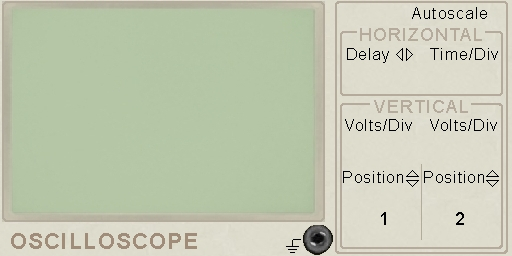 Autoscale
HORIZONTAL
Delay Time/Div
VERTICAL
Volts/Div Volts/Div
Position Position
1 2
OSCILLOSCOPE